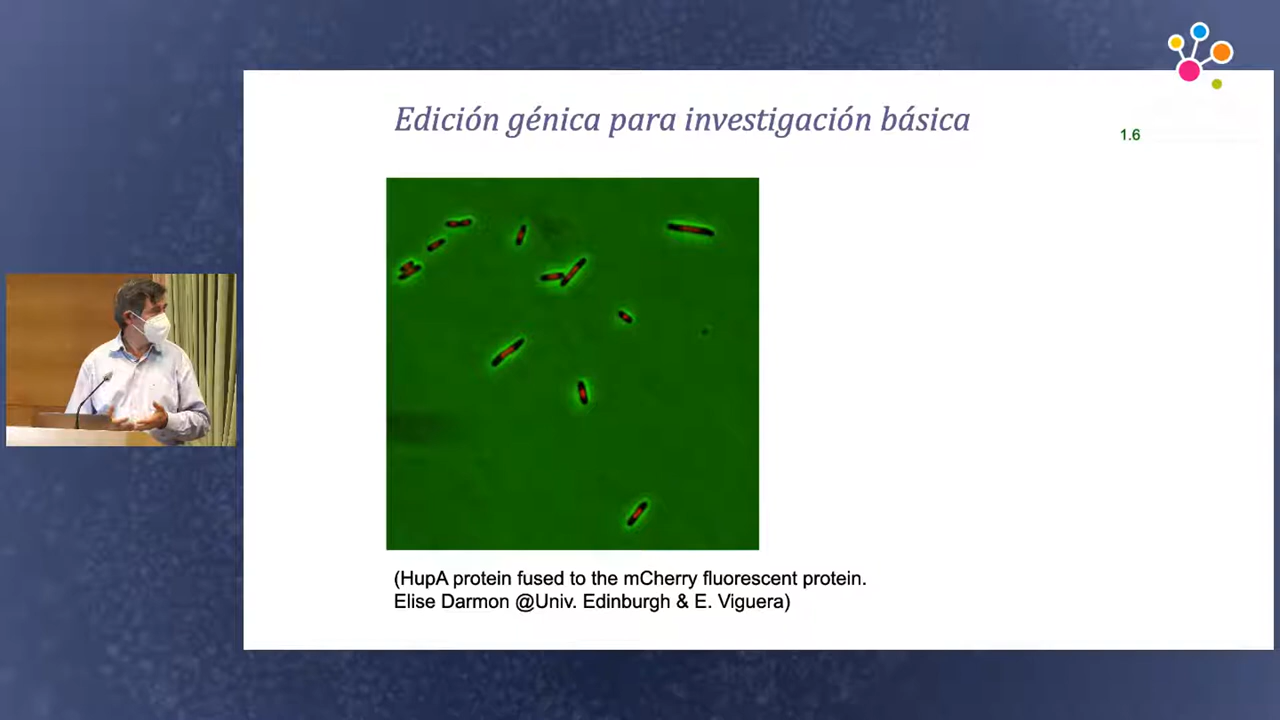 Edición génica para investigación básica
1.6
(HupA protein fused to the mCherry fluorescent protein.
Elise Darmon @Univ. Edinburgh & E. Viguera)